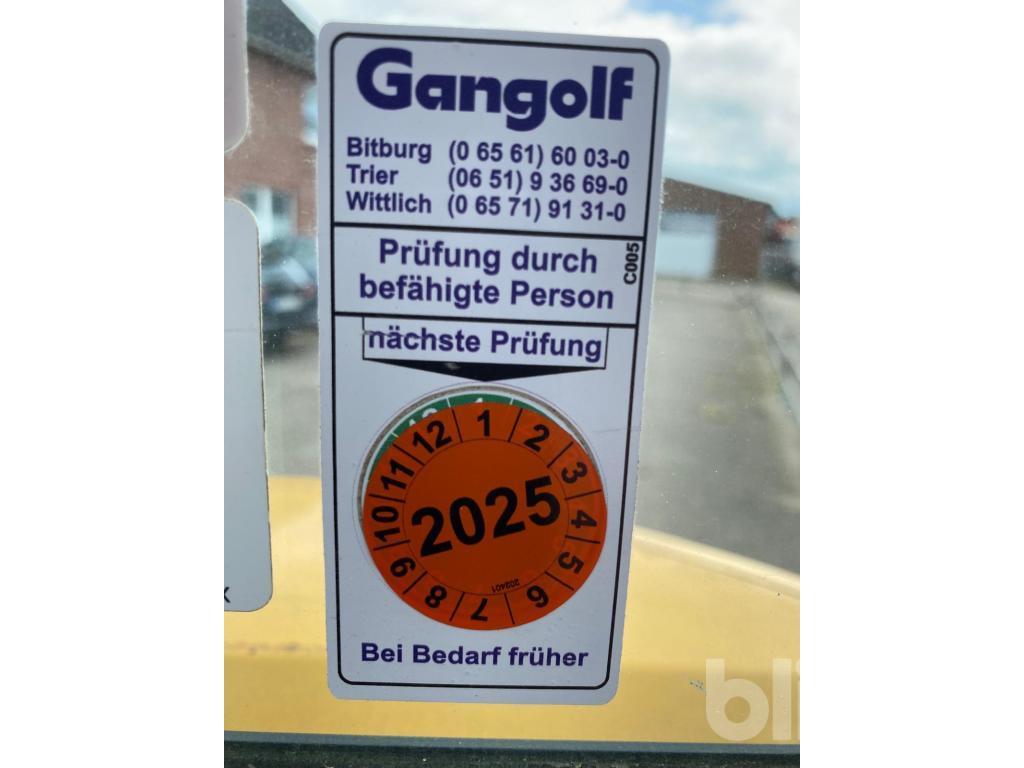 Gangolf
Bitburg (0 65 61) 60 03-0
Trier (06 51) 9 36 69-0
Wittlich (0 65 71) 91 31-0
Prüfung durch
befähigte Person
C005
nächste Prüfung
1 2 3 4 5 6 7 8 9 10 11 12
2025
202401
Bei Bedarf früher